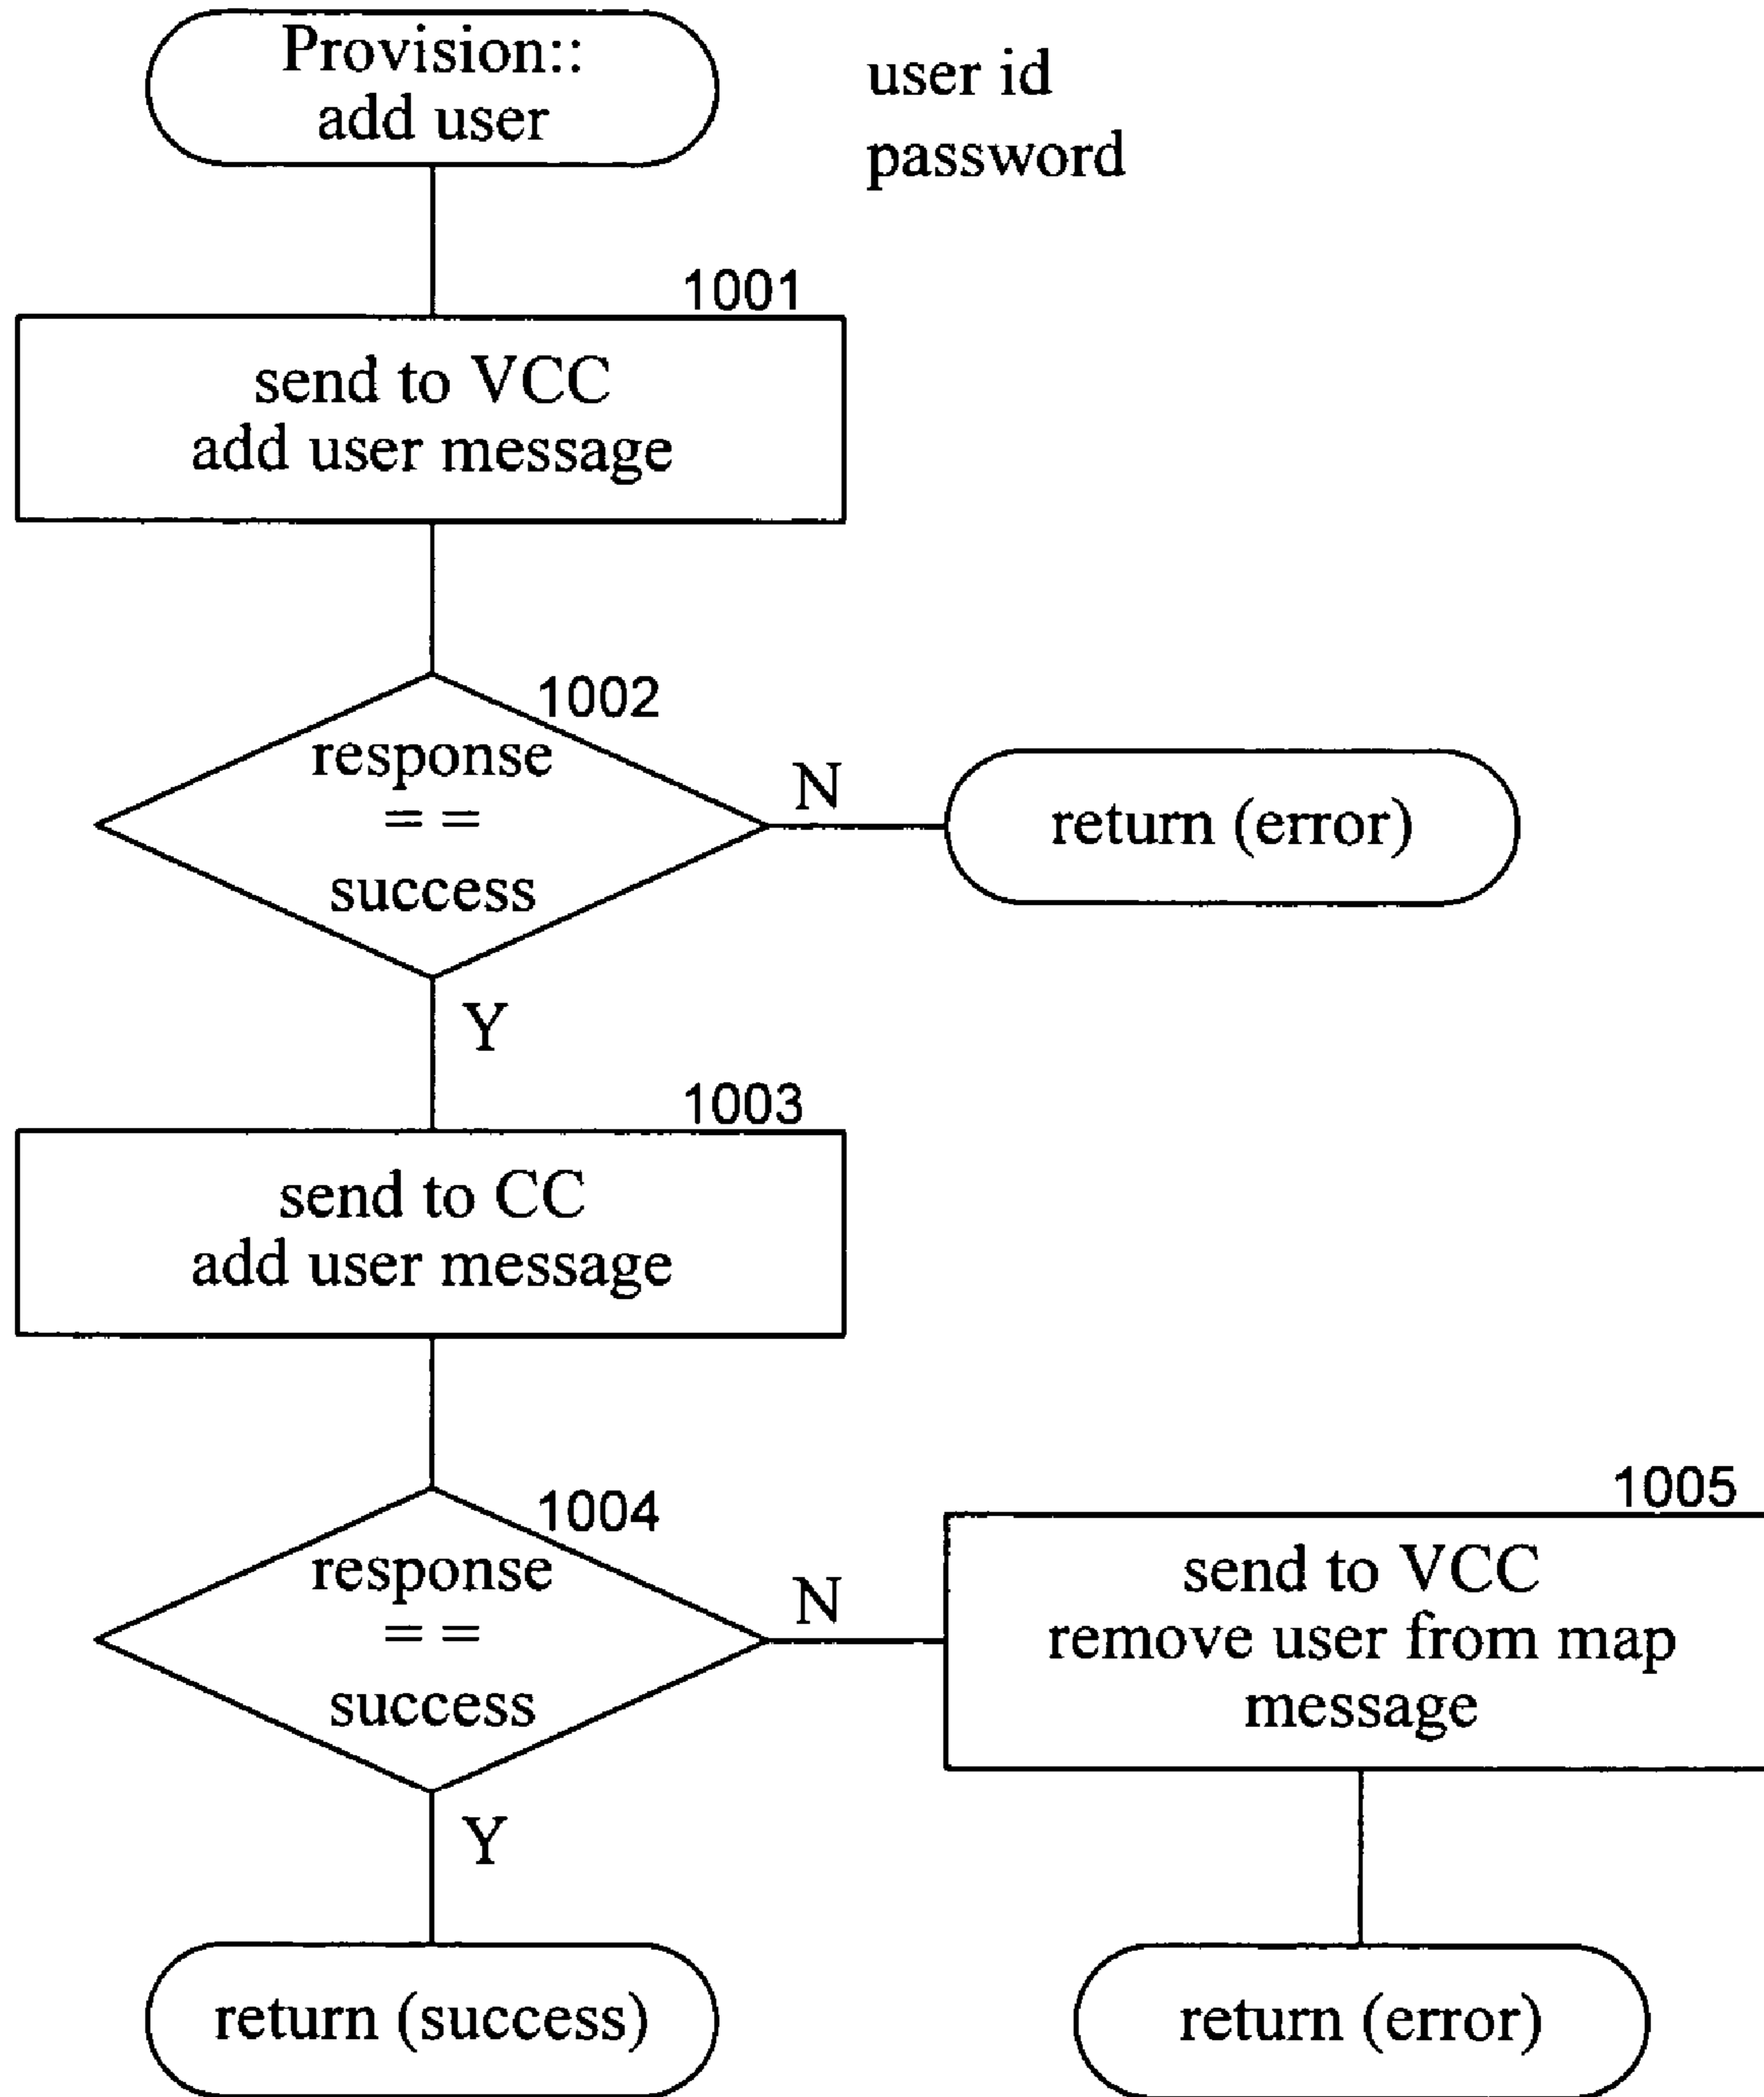 Provision::
add user
user id
password
1001
send to VCC
add user message
1002
response
= =
success
N
return (error)
Y
1003
send to CC
add user message
1004
response
= =
success
N
1005
send to VCC
remove user from map
message
Y
return (success)
return (error)